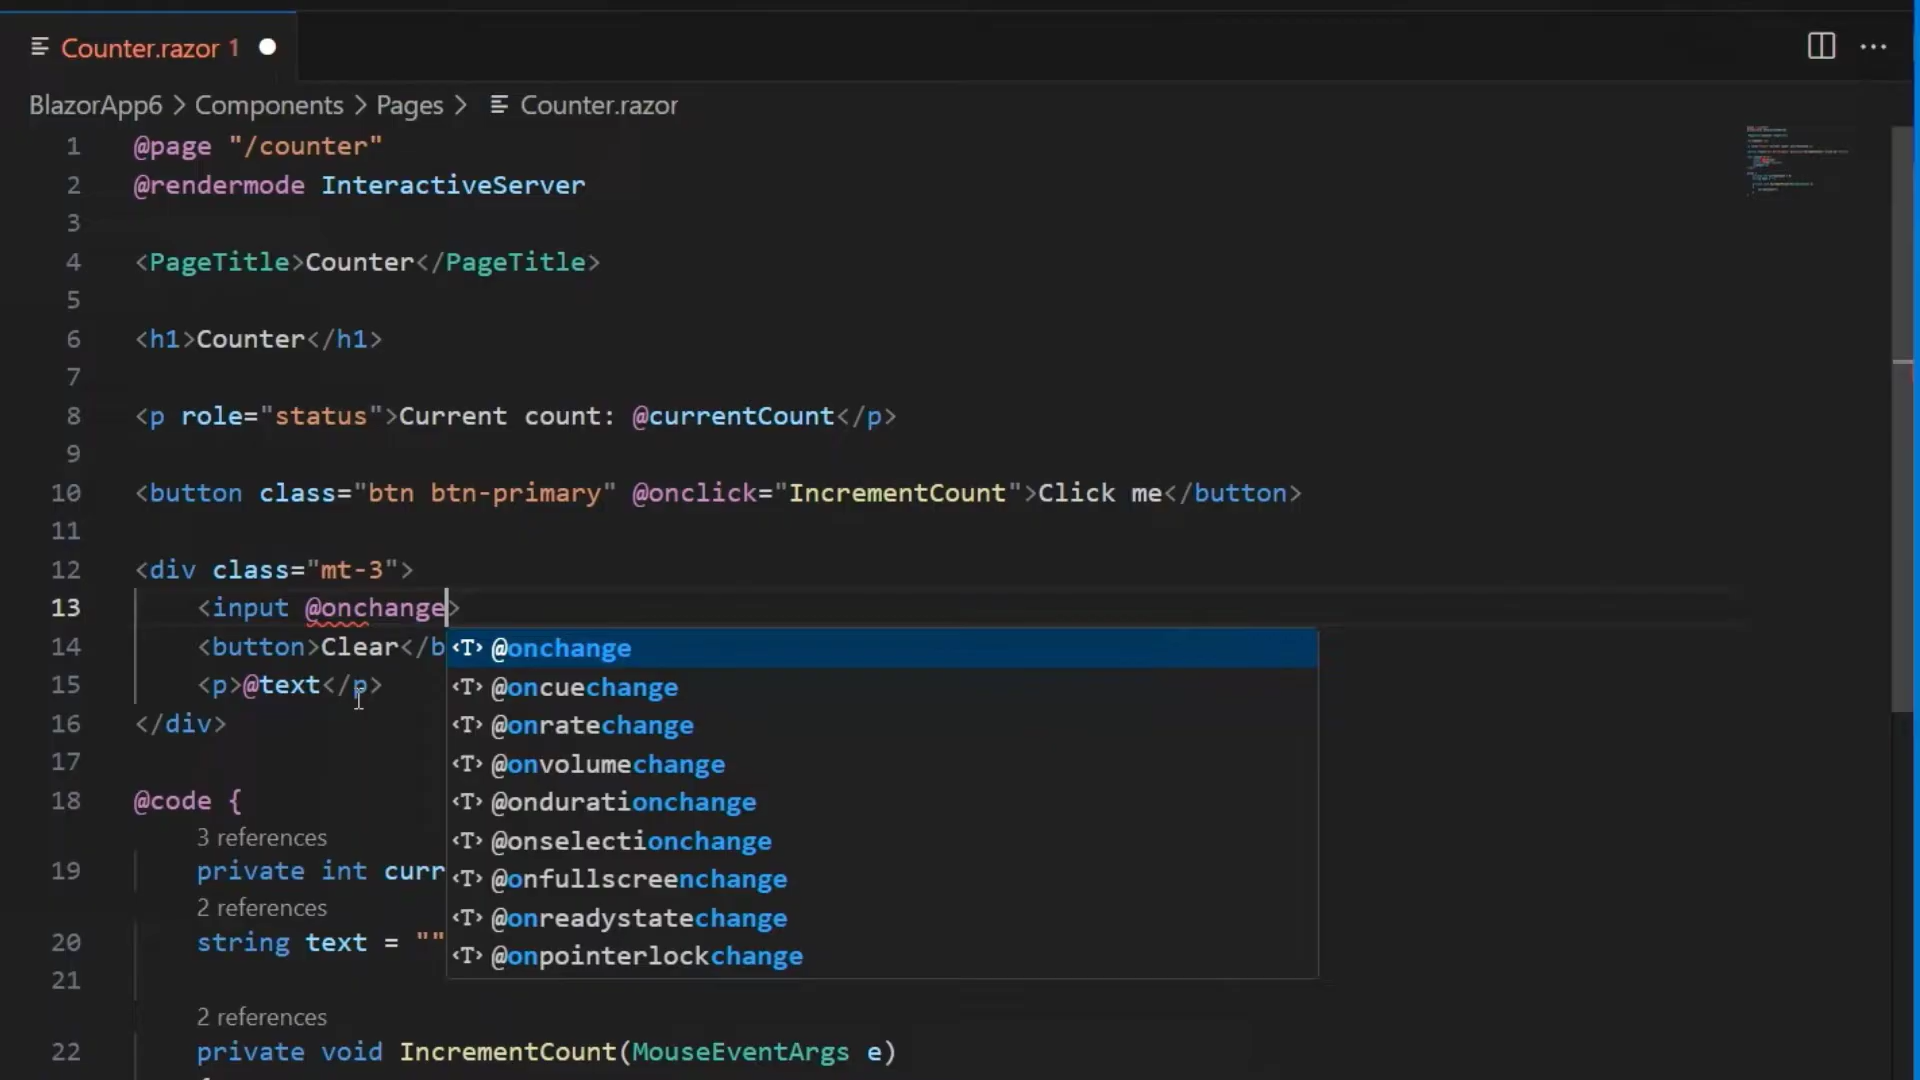 Counter.razor 1
BlazorApp6 > Components > Pages > Counter.razor
1 @page "/counter"
2 @rendermode InteractiveServer
3
4 <PageTitle>Counter</PageTitle>
5
6 <h1>Counter</h1>
7
8 <p role="status">Current count: @currentCount</p>
9
10 <button class="btn btn-primary" @onclick="IncrementCount">Click me</button>
11
12 <div class="mt-3">
13 <input @onchange>
14 <button>Clear</b
@onchange
15 <p>@text</p>
@oncuechange
@onratechange
16 </div>
17
@onvolumechange
18 @code {
@ondurationchange
3 references
@onselectionchange
19 private int curr
@onfullscreenchange
2 references
@onreadystatechange
20 string text = ""
@onpointerlockchange
21
2 references
22 private void IncrementCount(MouseEventArgs e)